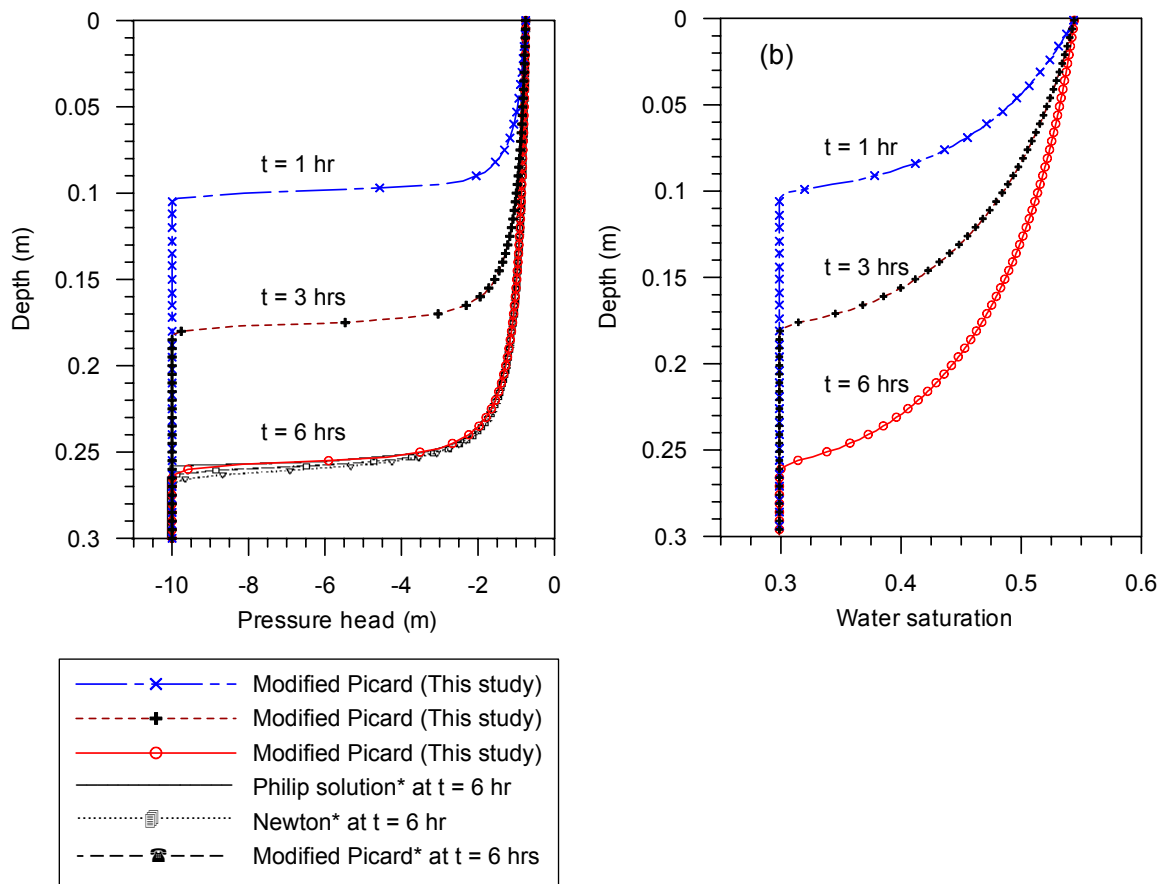 0
0.05
0.1
0.15
0.2
0.25
0.3
Depth (m)
t = 1 hr
t = 3 hrs
t = 6 hrs
-10 -8 -6 -4 -2 0
Pressure head (m)
(b)
0
0.05
0.1
0.15
0.2
0.25
0.3
Depth (m)
t = 1 hr
t = 3 hrs
t = 6 hrs
0.3 0.4 0.5 0.6
Water saturation
Modified Picard (This study)
Modified Picard (This study)
Modified Picard (This study)
Philip solution* at t = 6 hr
Newton* at t = 6 hr
Modified Picard* at t = 6 hrs